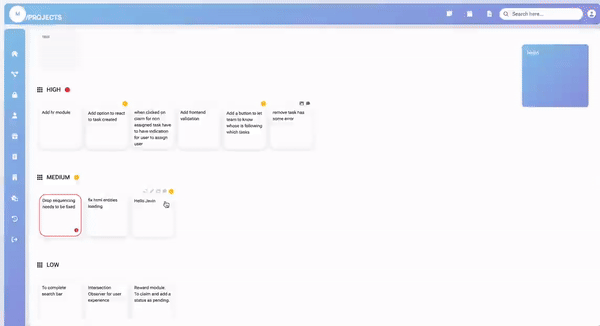 /PROJECTS
Search here...
HIGH
Add hr module
Add option to react
to task created
when clicked on
claim for non
assigned task have
to have indication
for user to assign
user
Add frontend
validation
Add a button to let
team to know
whose is following
which tasks
remove task has
some error
MEDIUM
Drop sequencing
needs to be fixed
fix html entities
loading
Hello Jevin
LOW
To complete
search bar
Intersection
Observer for user
experience
Reward module.
To claim and add a
status as pending.